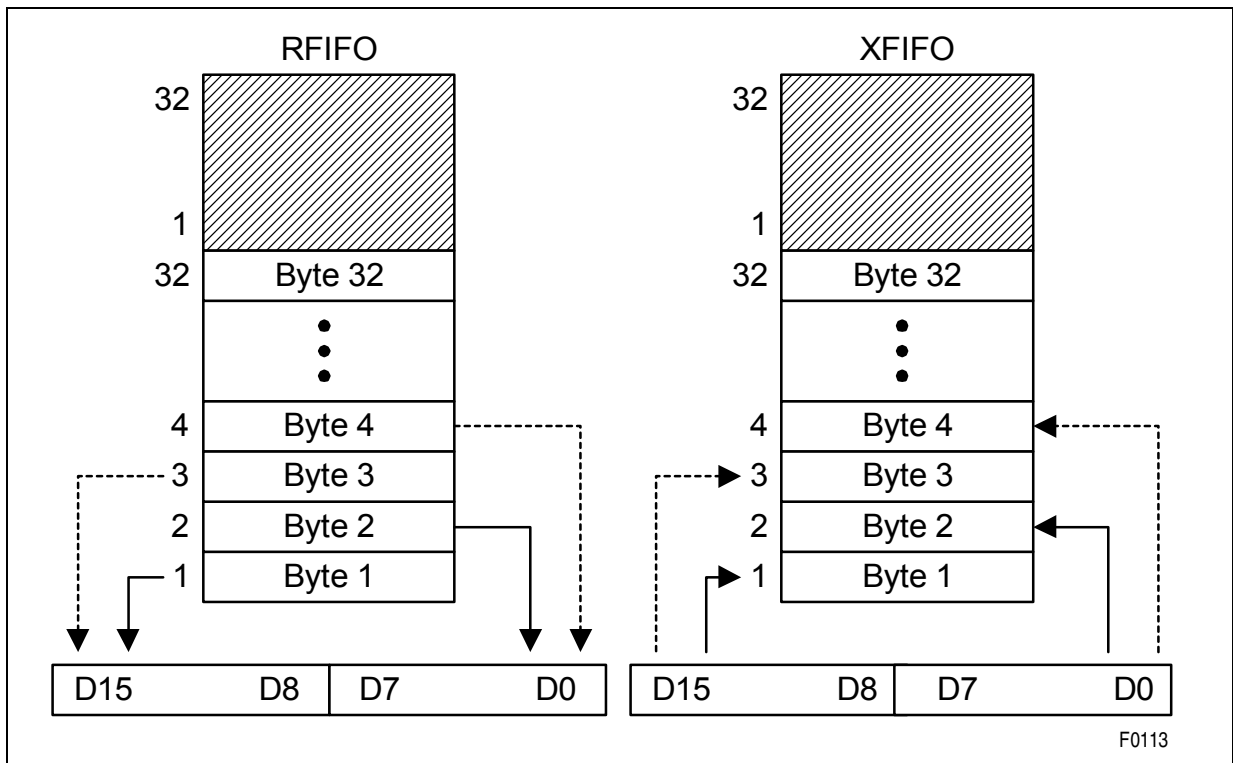 RFIFO XFIFO
32 32
1 1
32 Byte 32 32 Byte 32
4 Byte 4 4 Byte 4
3 Byte 3 3 Byte 3
2 Byte 2 2 Byte 2
1 Byte 1 1 Byte 1
D15 D8 D7 D0 D15 D8 D7 D0
F0113